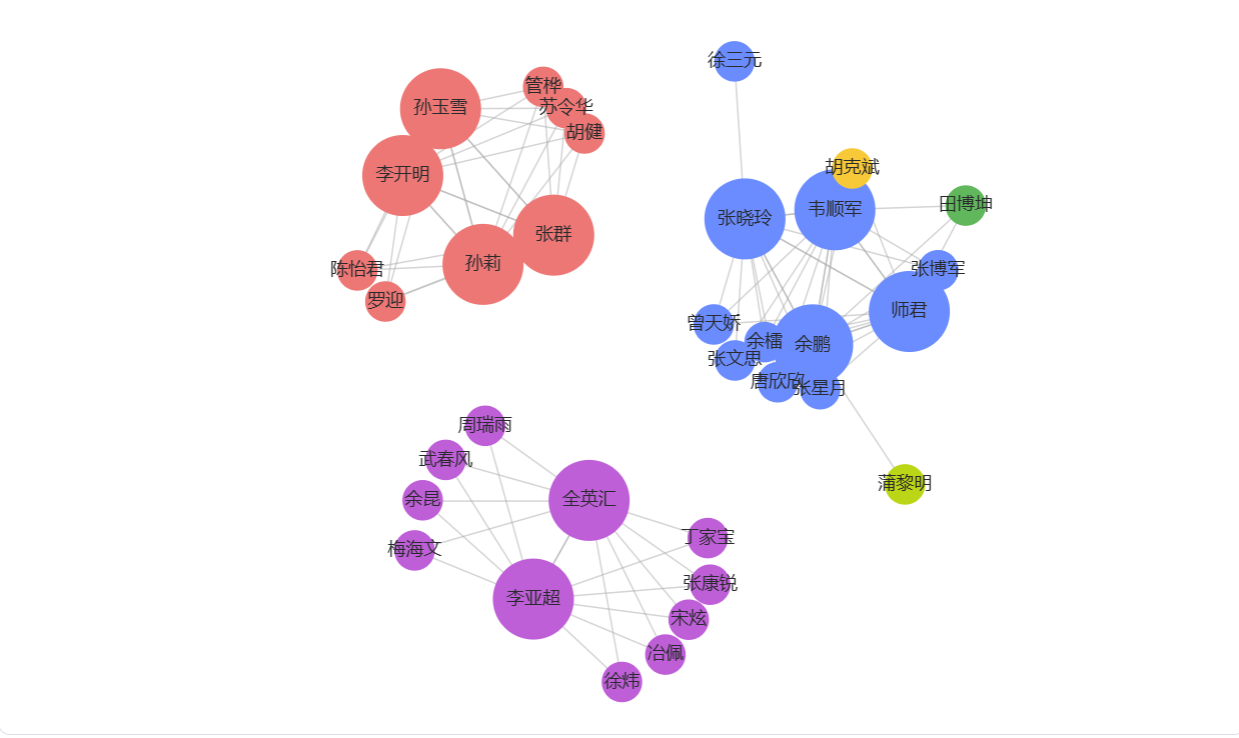 徐三元
管桦
孙玉雪
苏令华
胡健
胡克斌
李开明
田博坤
韦顺军
张晓玲
张群
孙莉
陈怡君
张博军
罗迎
师君
曾天娇
余檑
余鹏
张文思
唐欣欣
张星月
周瑞雨
武春风
蒲黎明
余昆
全英汇
丁家宝
梅海文
张康锐
李亚超
宋炫
冶佩
徐炜